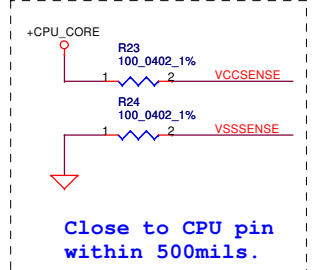 +CPU_CORE
R23
100_0402_1%
1 2 VCCSENSE
R24
100_0402_1%
1 2 VSSSENSE
Close to CPU pin
within 500mils.